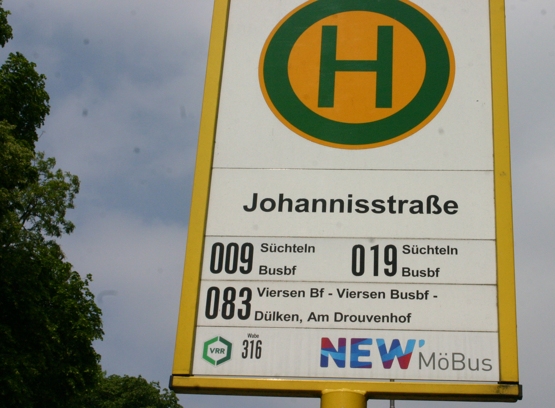 H
Johannisstraße
009 Süchteln Busbf 019 Süchteln Busbf
083 Viersen Bf - Viersen Busbf -
Dülken, Am Drouvenhof
VRR Wabe 316 NEW' MöBus